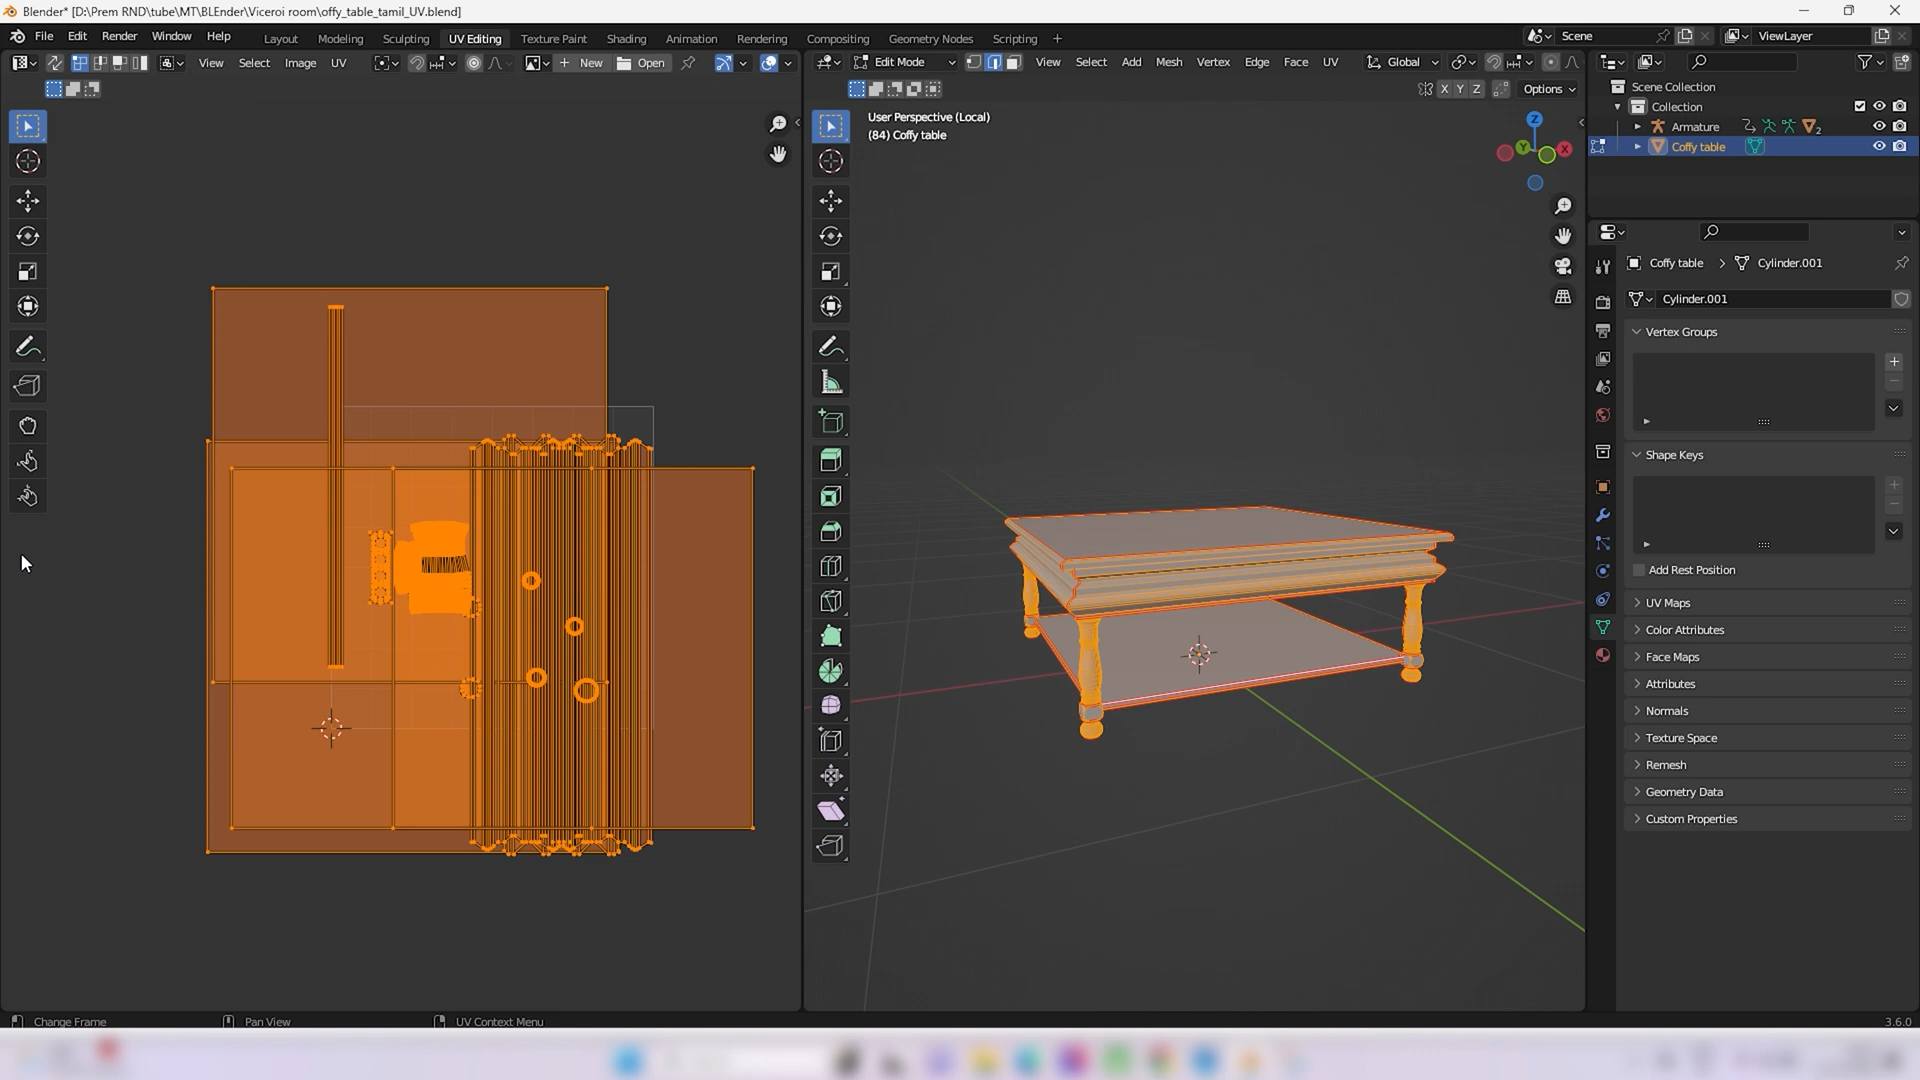 Blender* [D:\Prem RND\tube\MT\BLEnder\Viceroi room\offy_table_tamil_UV.blend]
File Edit Render Window Help Layout Modeling Sculpting UV Editing Texture Paint Shading Animation Rendering Compositing Geometry Nodes Scripting + Scene ViewLayer
View Select Image UV + New Open Edit Mode View Select Add Mesh Vertex Edge Face UV Global
X Y Z Options
User Perspective (Local)
(84) Coffy table
Z
Y
X
Scene Collection
Collection
Armature 2
Coffy table
Coffy table > Cylinder.001
Cylinder.001
Vertex Groups
Shape Keys
Add Rest Position
UV Maps
Color Attributes
Face Maps
Attributes
Normals
Texture Space
Remesh
Geometry Data
Custom Properties
Change Frame Pan View UV Context Menu 3.6.0